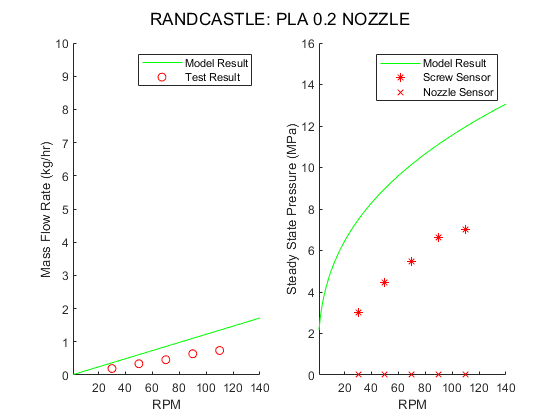 RANDCASTLE: PLA 0.2 NOZZLE
Mass Flow Rate (kg/hr)
10
9
8
7
6
5
4
3
2
1
0
20 40 60 80 100 120 140
RPM
Model Result
Test Result
Steady State Pressure (MPa)
16
14
12
10
8
6
4
2
0
20 40 60 80 100 120 140
RPM
Model Result
Screw Sensor
Nozzle Sensor